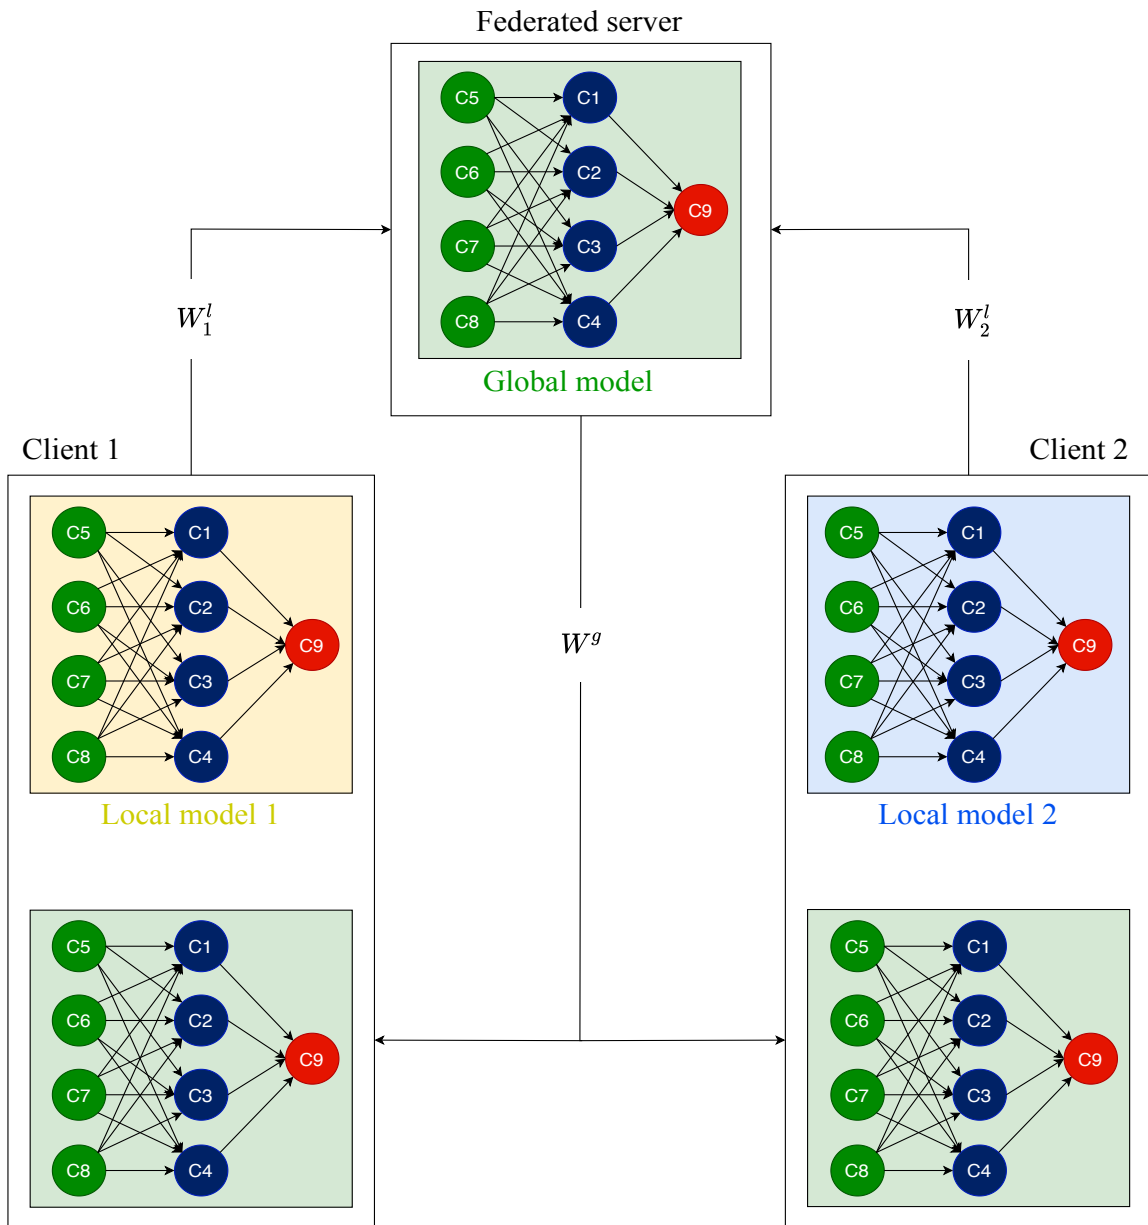 Federated server
C5 C1
C6 C2
C9
C7 C3
C8 C4
Global model
$W_1^l$
$W_2^l$
Client 1
Client 2
C5 C1
C6 C2
C9
C7 C3
C8 C4
Local model 1
$W^g$
C5 C1
C6 C2
C9
C7 C3
C8 C4
Local model 2
C5 C1
C6 C2
C9
C7 C3
C8 C4
C5 C1
C6 C2
C9
C7 C3
C8 C4